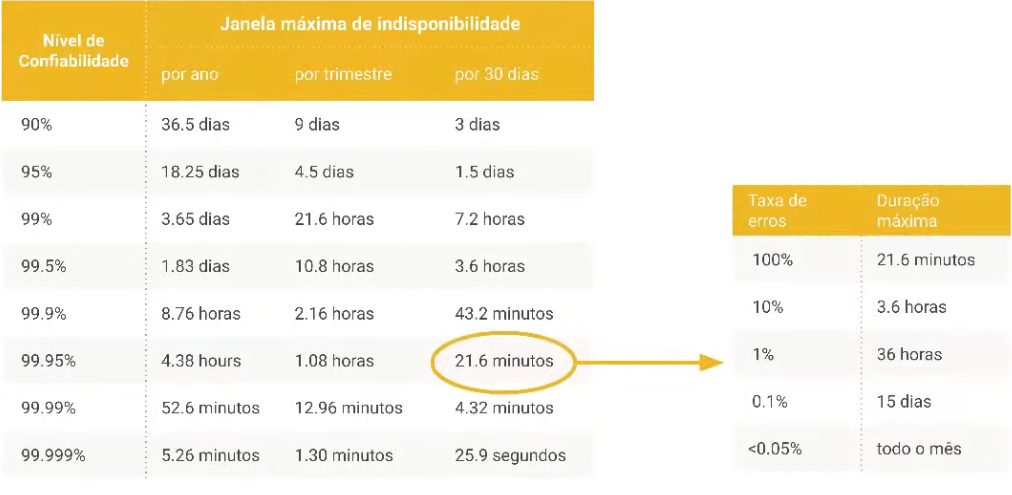 Nível de
Confiabilidade
Janela máxima de indisponibilidade
por ano por trimestre por 30 dias
90% 36.5 dias 9 dias 3 dias
95% 18.25 dias 4.5 dias 1.5 dias
99% 3.65 dias 21.6 horas 7.2 horas
99.5% 1.83 dias 10.8 horas 3.6 horas
99.9% 8.76 horas 2.16 horas 43.2 minutos
99.95% 4.38 hours 1.08 horas 21.6 minutos
99.99% 52.6 minutos 12.96 minutos 4.32 minutos
99.999% 5.26 minutos 1.30 minutos 25.9 segundos
Taxa de
erros
Duração
máxima
100% 21.6 minutos
10% 3.6 horas
1% 36 horas
0.1% 15 dias
<0.05% todo o mês